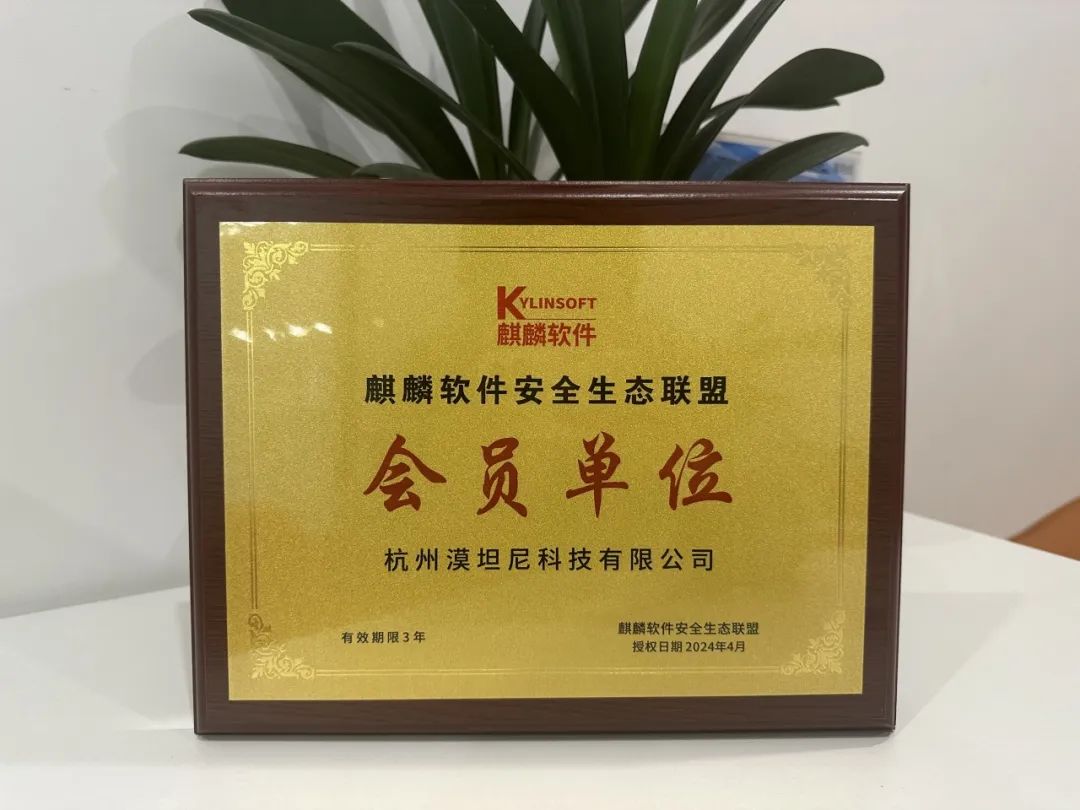 KYLINSOFT
麒麟软件
麒麟软件安全生态联盟
会员单位
杭州漠坦尼科技有限公司
有效期限3年
麒麟软件安全生态联盟
授权日期 2024年4月